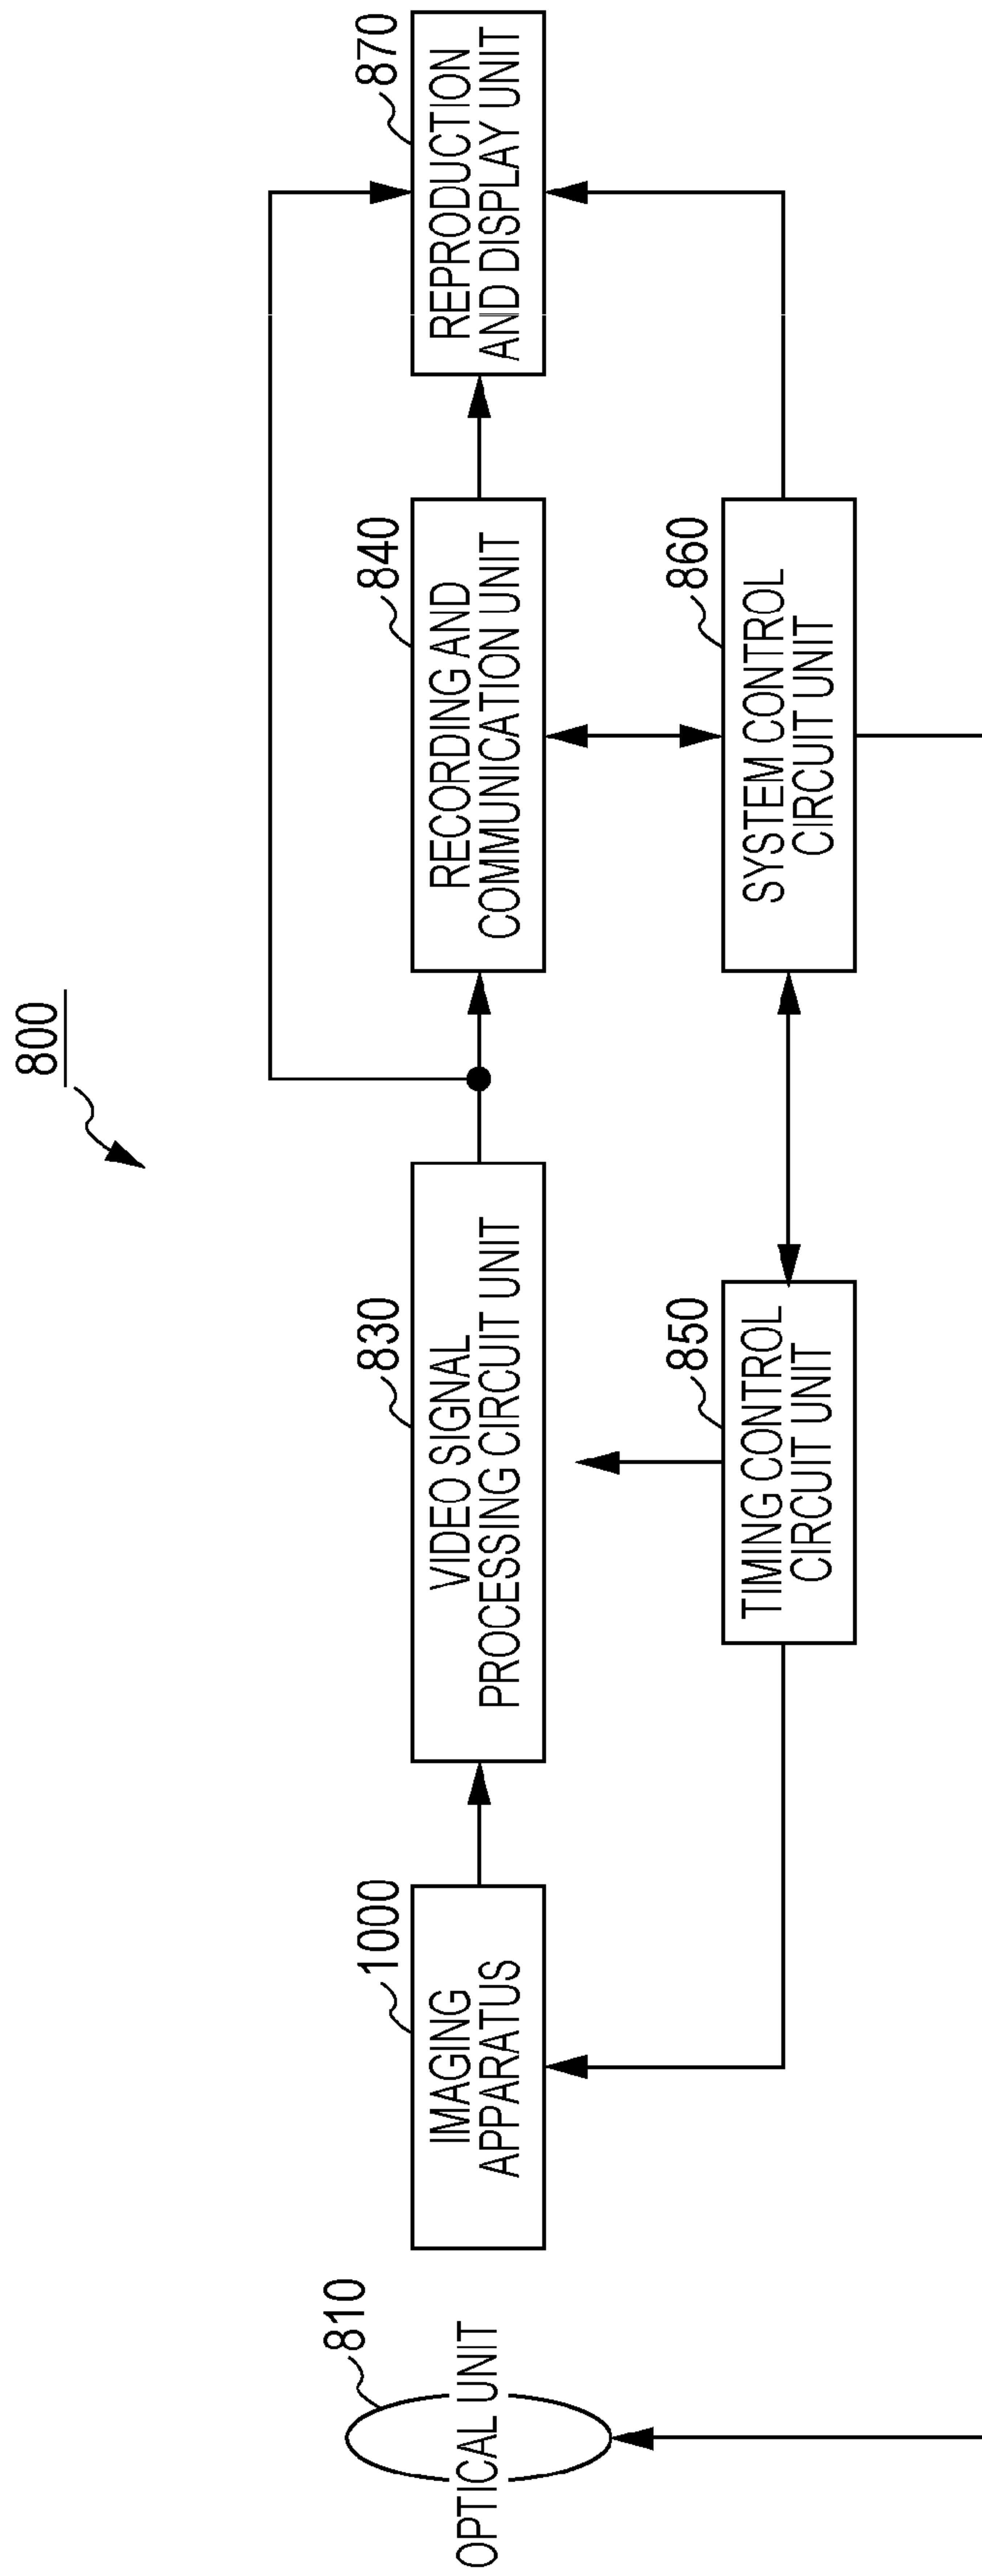 800
810
OPTICAL UNIT
1000
IMAGING
APPARATUS
830
VIDEO SIGNAL
PROCESSING CIRCUIT UNIT
840
RECORDING AND
COMMUNICATION UNIT
870
REPRODUCTION
AND DISPLAY UNIT
850
TIMING CONTROL
CIRCUIT UNIT
860
SYSTEM CONTROL
CIRCUIT UNIT